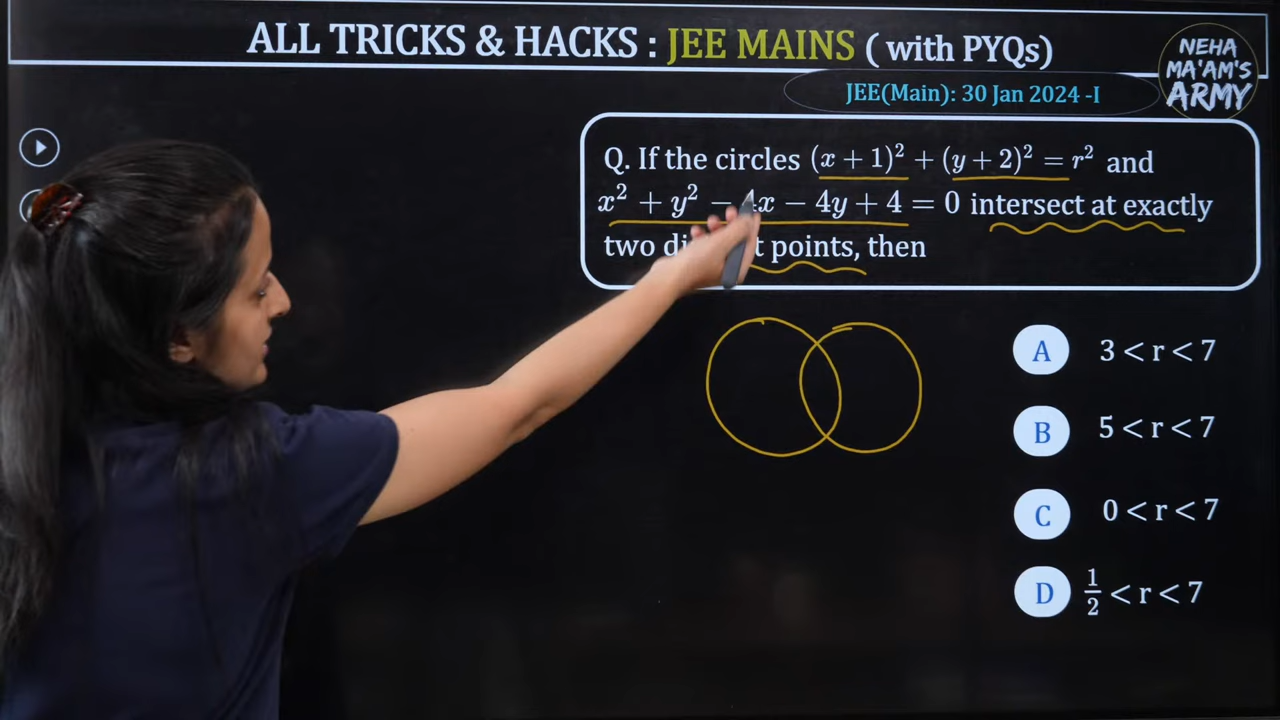 ALL TRICKS & HACKS : JEE MAINS ( with PYQs)
NEHA
MA'AM'S
ARMY
JEE(Main): 30 Jan 2024 -I
Q. If the circles (x + 1)² + (y + 2)² = r² and
x² + y² − 4x − 4y + 4 = 0 intersect at exactly
two points, then
A 3 < r < 7
B 5 < r < 7
C 0 < r < 7
D 1/2 < r < 7